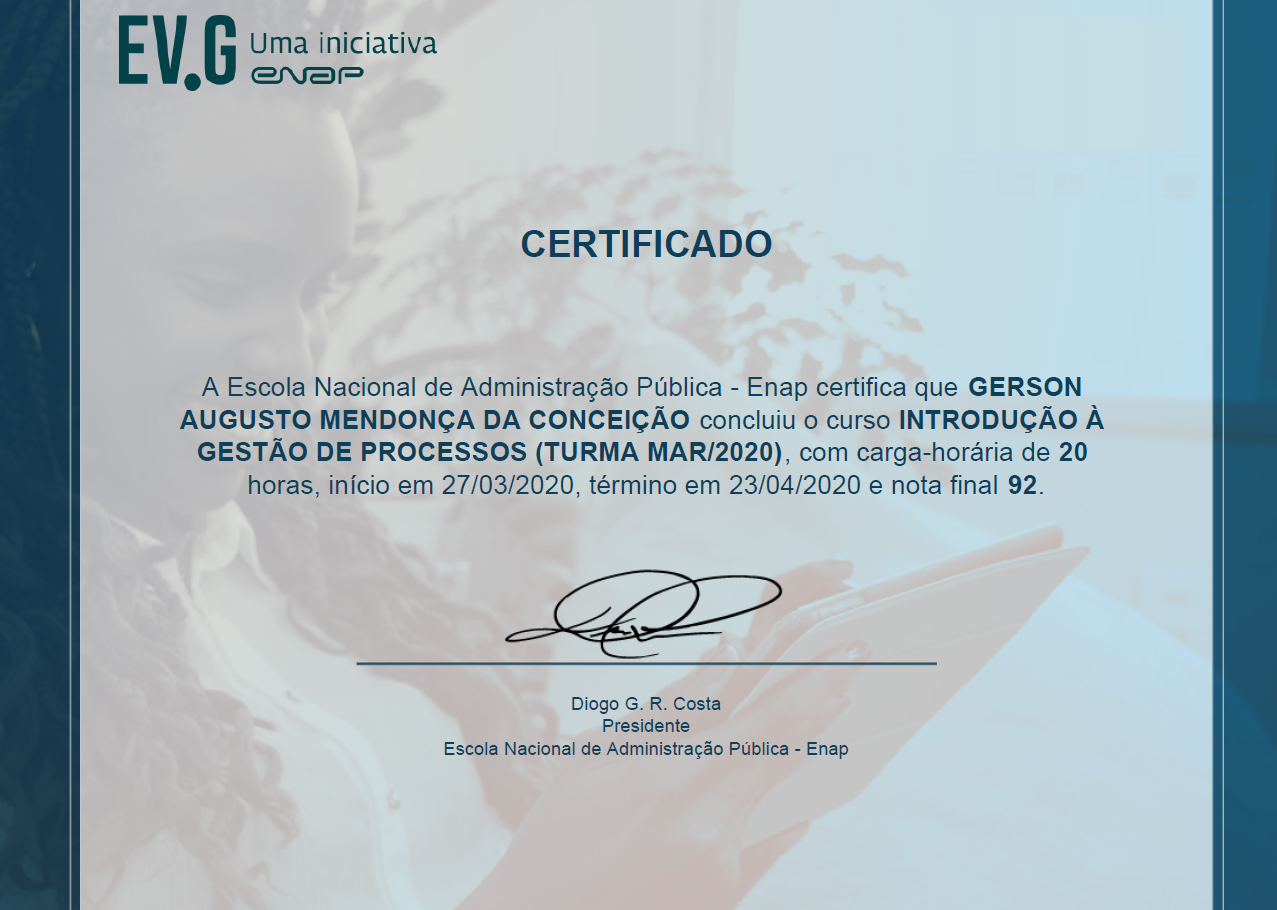 EV.G Uma iniciativa
enap
CERTIFICADO
A Escola Nacional de Administração Pública - Enap certifica que GERSON
AUGUSTO MENDONÇA DA CONCEIÇÃO concluiu o curso INTRODUÇÃO À
GESTÃO DE PROCESSOS (TURMA MAR/2020), com carga-horária de 20
horas, início em 27/03/2020, término em 23/04/2020 e nota final 92.
Diogo G. R. Costa
Presidente
Escola Nacional de Administração Pública - Enap